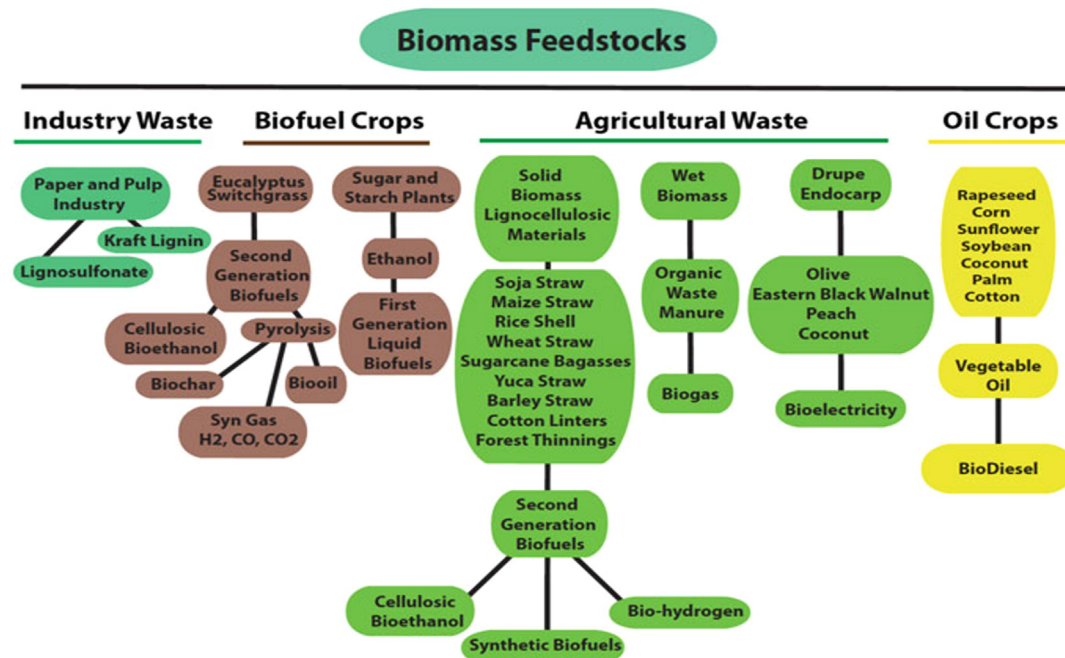 Biomass Feedstocks
Industry Waste
Paper and Pulp
Industry
Kraft Lignin
Lignosulfonate
Biofuel Crops
Eucalyptus
Switchgrass
Second
Generation
Biofuels
Cellulosic
Bioethanol
Pyrolysis
Biochar
Biooil
Syn Gas
H2, CO, CO2
Sugar and
Starch Plants
Ethanol
First
Generation
Liquid
Biofuels
Agricultural Waste
Solid
Biomass
Lignocellulosic
Materials
Soja Straw
Maize Straw
Rice Shell
Wheat Straw
Sugarcane Bagasses
Yuca Straw
Barley Straw
Cotton Linters
Forest Thinnings
Second
Generation
Biofuels
Cellulosic
Bioethanol
Synthetic Biofuels
Bio-hydrogen
Wet
Biomass
Organic
Waste
Manure
Biogas
Drupe
Endocarp
Olive
Eastern Black Walnut
Peach
Coconut
Bioelectricity
Oil Crops
Rapeseed
Corn
Sunflower
Soybean
Coconut
Palm
Cotton
Vegetable
Oil
BioDiesel